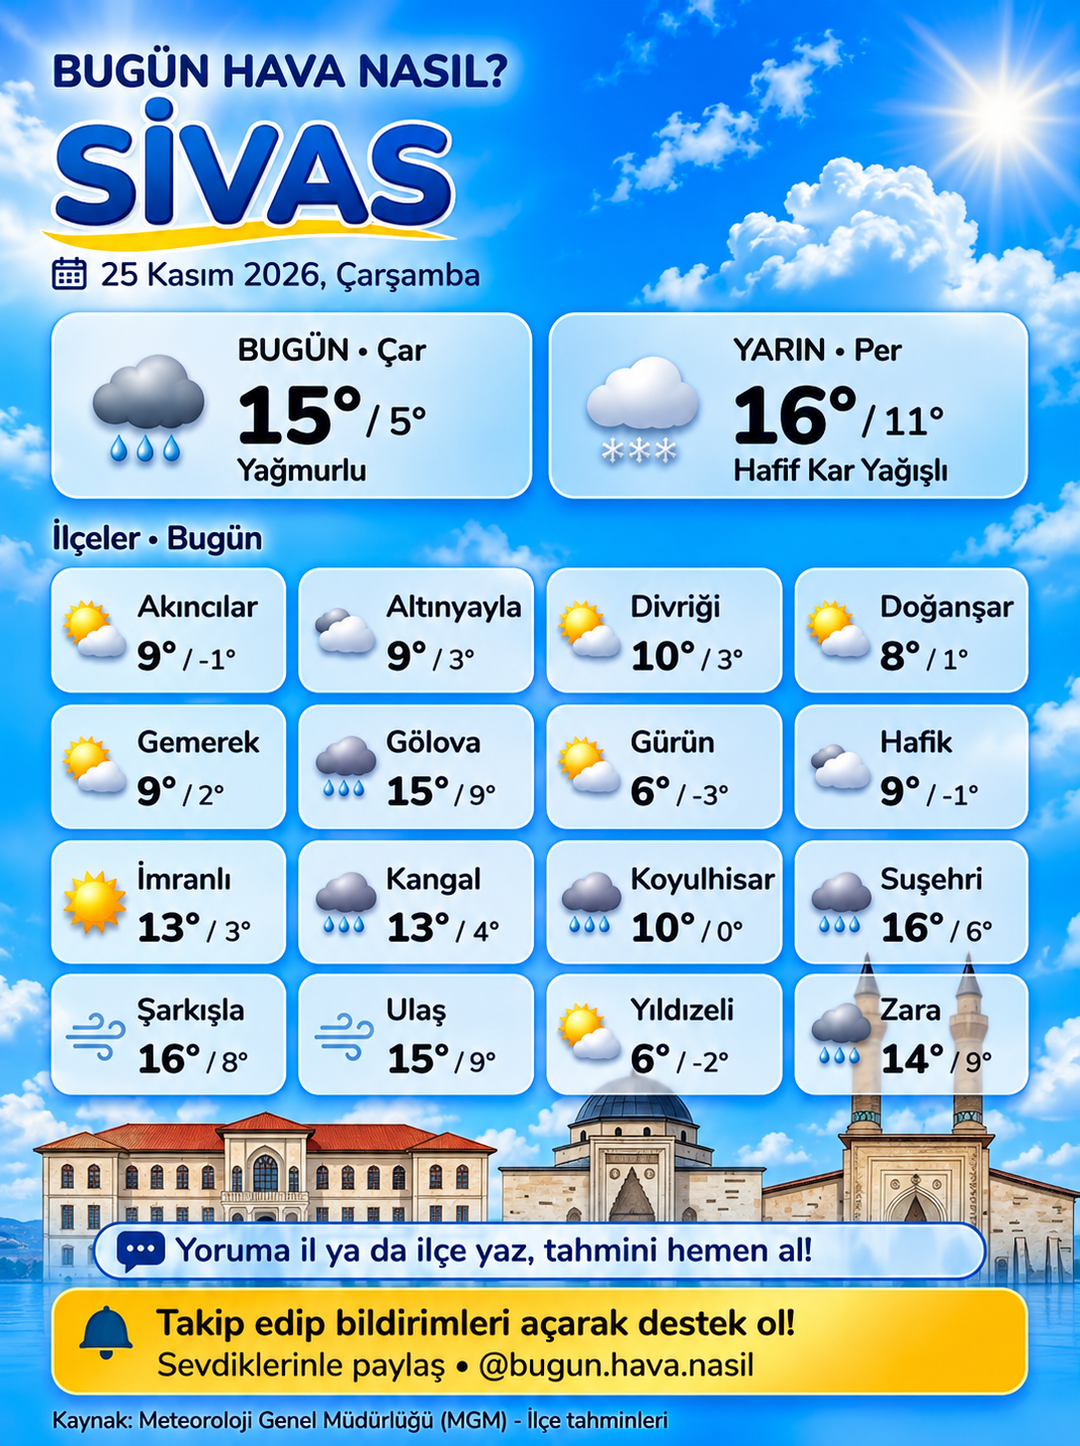 BUGÜN HAVA NASIL?
SİVAS
25 Kasım 2026, Çarşamba
BUGÜN • Çar
15° / 5°
Yağmurlu
YARIN • Per
16° / 11°
Hafif Kar Yağışlı
İlçeler • Bugün
Akıncılar
9° / -1°
Altınyayla
9° / 3°
Divriği
10° / 3°
Doğanşar
8° / 1°
Gemerek
9° / 2°
Gölova
15° / 9°
Gürün
6° / -3°
Hafik
9° / -1°
İmranlı
13° / 3°
Kangal
13° / 4°
Koyulhisar
10° / 0°
Suşehri
16° / 6°
Şarkışla
16° / 8°
Ulaş
15° / 9°
Yıldızeli
6° / -2°
Zara
14° / 9°
Yoruma il ya da ilçe yaz, tahmini hemen al!
Takip edip bildirimleri açarak destek ol!
Sevdiklerinle paylaş • @bugun.hava.nasil
Kaynak: Meteoroloji Genel Müdürlüğü (MGM) - İlçe tahminleri